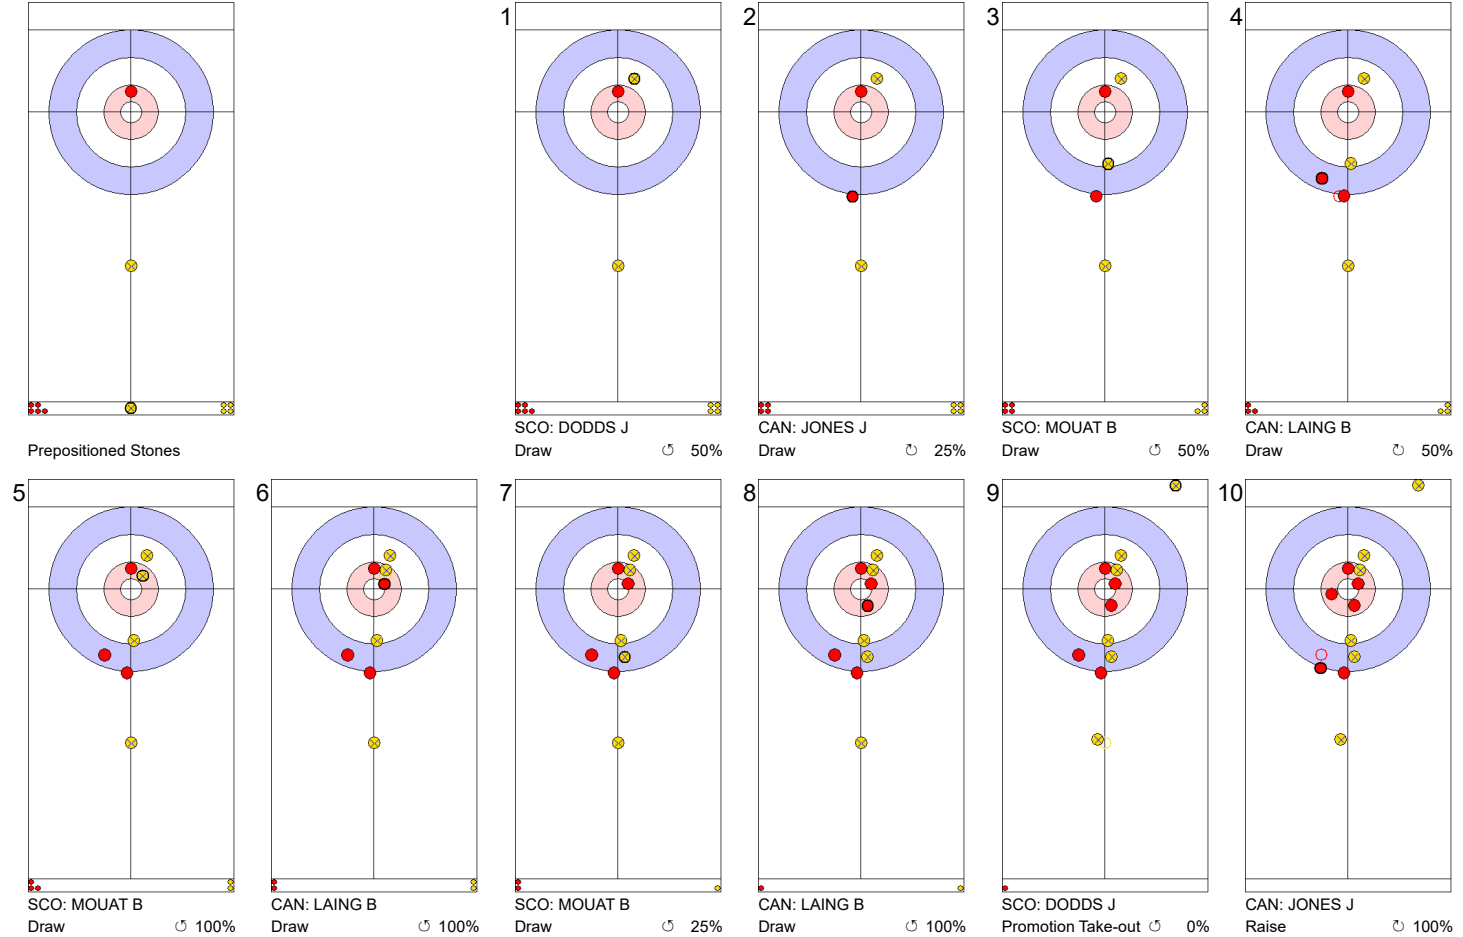 Prepositioned Stones
1
SCO: DODDS J
Draw ↺ 50%
2
CAN: JONES J
Draw ↻ 25%
3
SCO: MOUAT B
Draw ↺ 50%
4
CAN: LAING B
Draw ↻ 50%
5
SCO: MOUAT B
Draw ↺ 100%
6
CAN: LAING B
Draw ↺ 100%
7
SCO: MOUAT B
Draw ↺ 25%
8
CAN: LAING B
Draw ↺ 100%
9
SCO: DODDS J
Promotion Take-out ↺ 0%
10
CAN: JONES J
Raise ↻ 100%